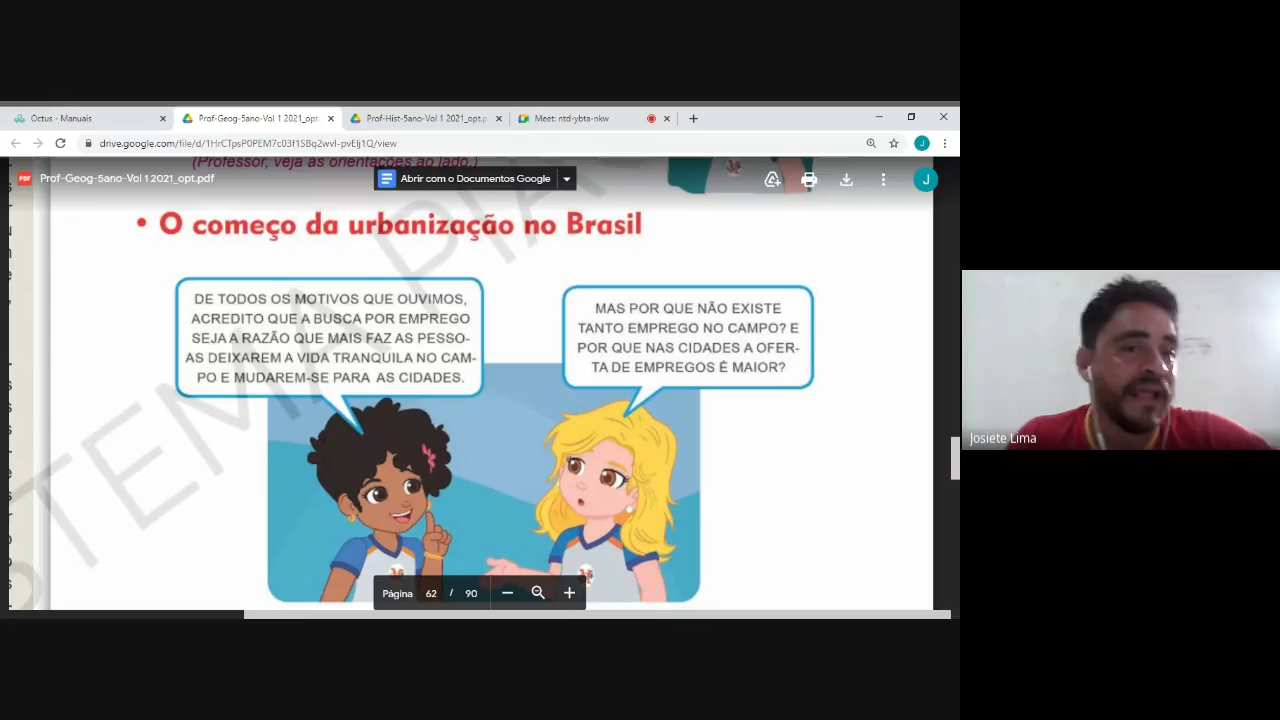 Octus - Manuais
Prof-Geog-5ano-Vol 1 2021_opt.
Prof-Hist-5ano-Vol 1 2021_opt.p
Meet: ntd-ybta-nkw
drive.google.com/file/d/1HrCTpsP0PEM7c03f1SBq2wvI-pvEIj1Q/view
J
(Professor, veja as orientações ao lado.)
PDF
Prof-Geog-5ano-Vol 1 2021_opt.pdf
Abrir com o Documentos Google
J
• O começo da urbanização no Brasil
DE TODOS OS MOTIVOS QUE OUVIMOS,
ACREDITO QUE A BUSCA POR EMPREGO
SEJA A RAZÃO QUE MAIS FAZ AS PESSO-
AS DEIXAREM A VIDA TRANQUILA NO CAM-
PO E MUDAREM-SE PARA AS CIDADES.
MAS POR QUE NÃO EXISTE
TANTO EMPREGO NO CAMPO? E
POR QUE NAS CIDADES A OFER-
TA DE EMPREGOS É MAIOR?
Página 62 / 90
Josiete Lima